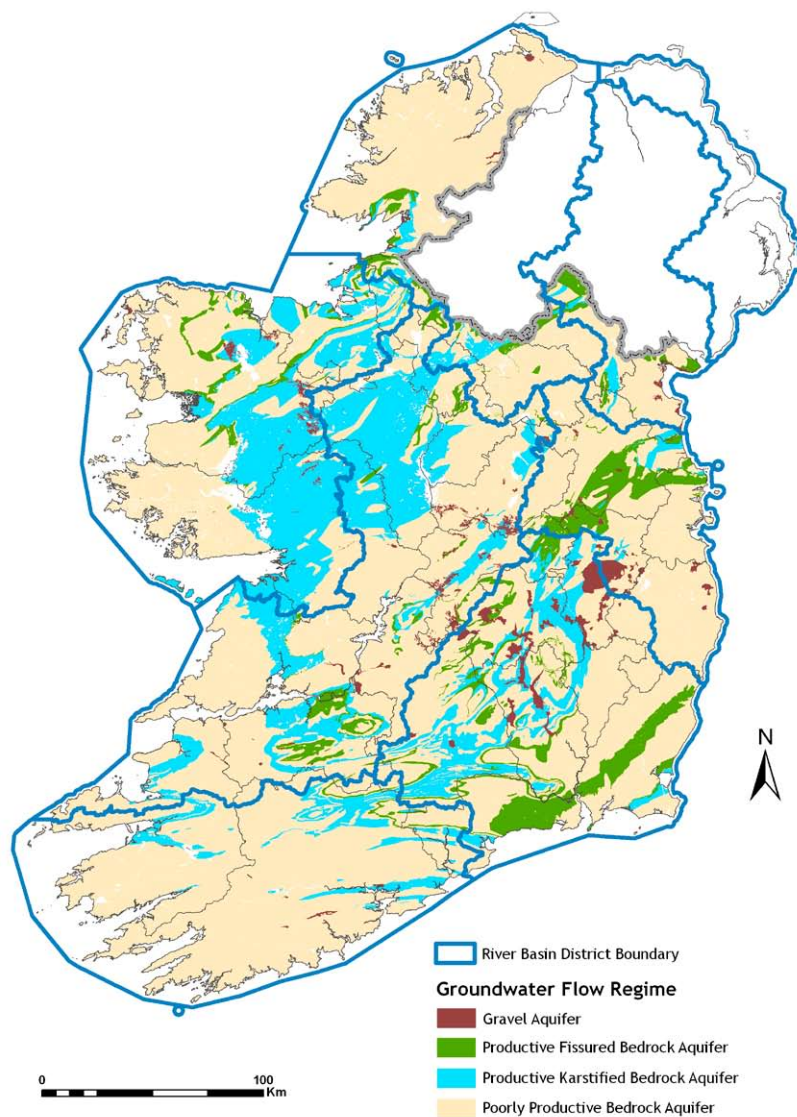 N
River Basin District Boundary
Groundwater Flow Regime
Gravel Aquifer
Productive Fissured Bedrock Aquifer
Productive Karstified Bedrock Aquifer
Poorly Productive Bedrock Aquifer
0 100
Km